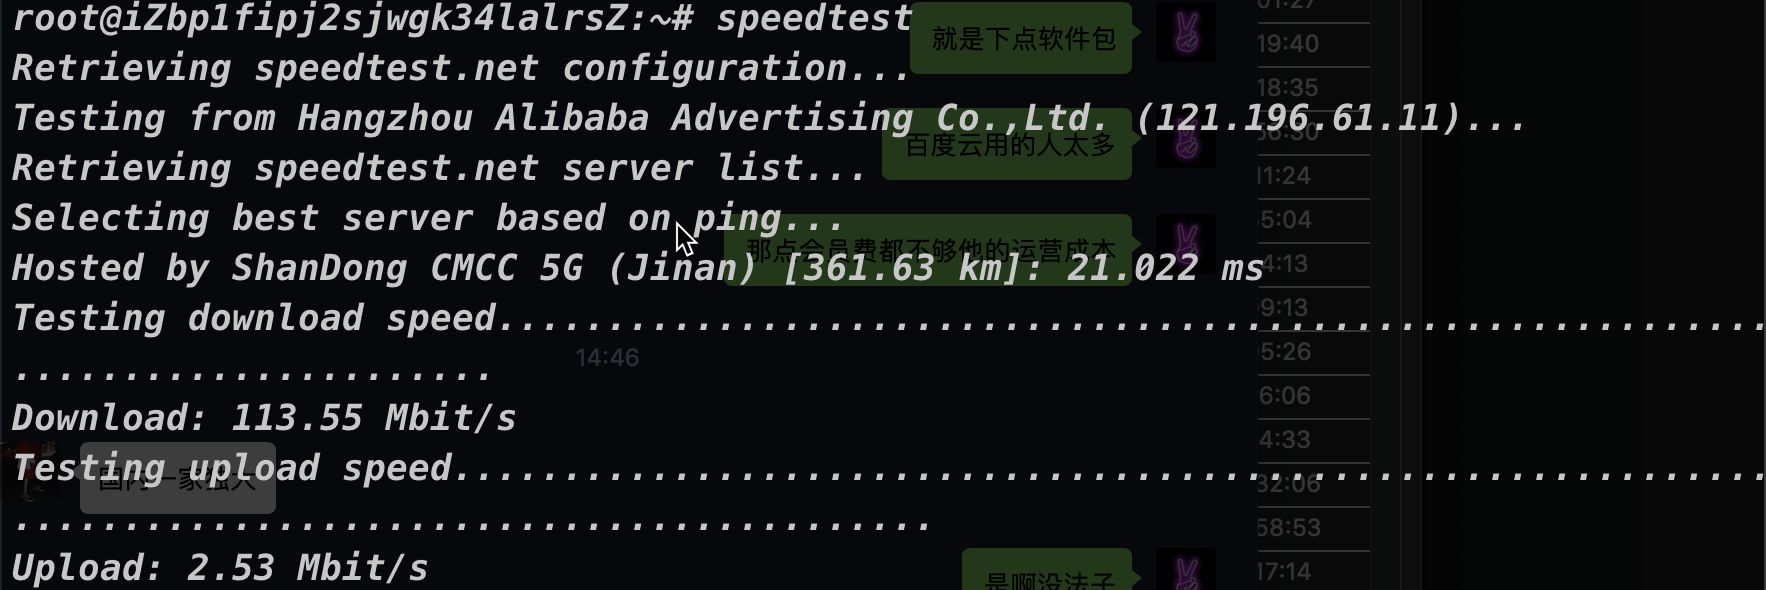 root@iZbp1fipj2sjwgk34lalrsZ:~# speedtest
就是下点软件包
01:27
19:40
Retrieving speedtest.net configuration...
18:35
Testing from Hangzhou Alibaba Advertising Co.,Ltd. (121.196.61.11)...
百度云用的人太多
56:30
Retrieving speedtest.net server list...
11:24
Selecting best server based on ping...
5:04
那点会员费都不够他的运营成本
4:13
Hosted by ShanDong CMCC 5G (Jinan) [361.63 km]: 21.022 ms
9:13
Testing download speed......................................................................................
......................
14:46
5:26
6:06
Download: 113.55 Mbit/s
4:33
Testing upload speed......................................................................................
国内一家独大
32:06
..........................................
58:53
Upload: 2.53 Mbit/s
是啊没法子
17:14